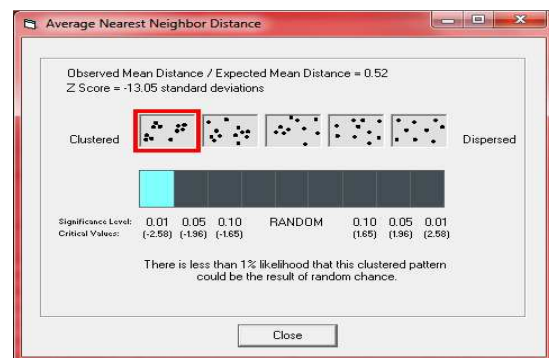 Average Nearest Neighbor Distance
Observed Mean Distance / Expected Mean Distance = 0.52
Z Score = -13.05 standard deviations
Clustered Dispersed
Significance Level: 0.01 0.05 0.10 RANDOM 0.10 0.05 0.01
Critical Values: (-2.58) (-1.96) (-1.65) (1.65) (1.96) (2.58)
There is less than 1% likelihood that this clustered pattern
could be the result of random chance.
Close